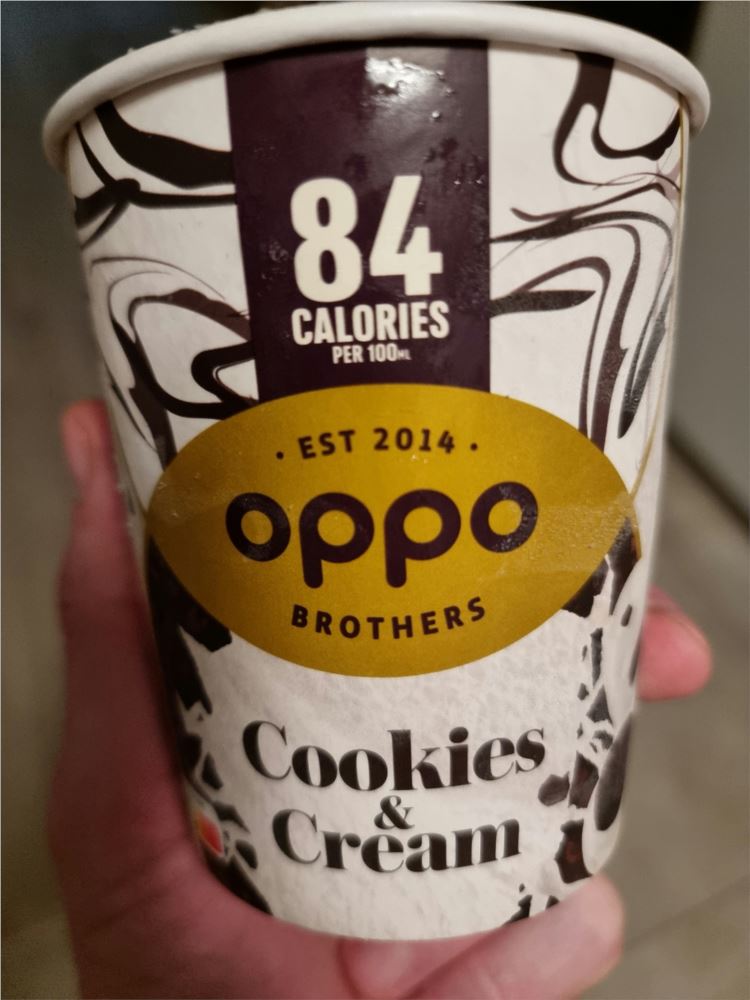 84
CALORIES
PER 100ML
· EST 2014 ·
oppo
BROTHERS
Cookies
&
Cream